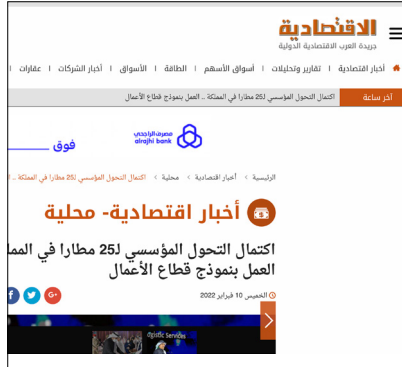 الاقتصادية
جريدة العرب الاقتصادية الدولية
أخبار اقتصادية | تقارير وتحليلات | أسواق الأسهم | الطاقة | الأسواق | أخبار الشركات | عقارات |
آخر ساعة
اكتمال التحول المؤسسي لـ25 مطارا في المملكة .. العمل بنموذج قطاع الأعمال
مصرف الراجحي
alrajhi bank
فوق
الرئيسية > أخبار اقتصادية > محلية > اكتمال التحول المؤسسي لـ25 مطارا في المملكة ..
أخبار اقتصادية- محلية
اكتمال التحول المؤسسي لـ25 مطارا في
العمل بنموذج قطاع الأعمال
الخميس 10 فبراير 2022
G+
f
ogistic Services